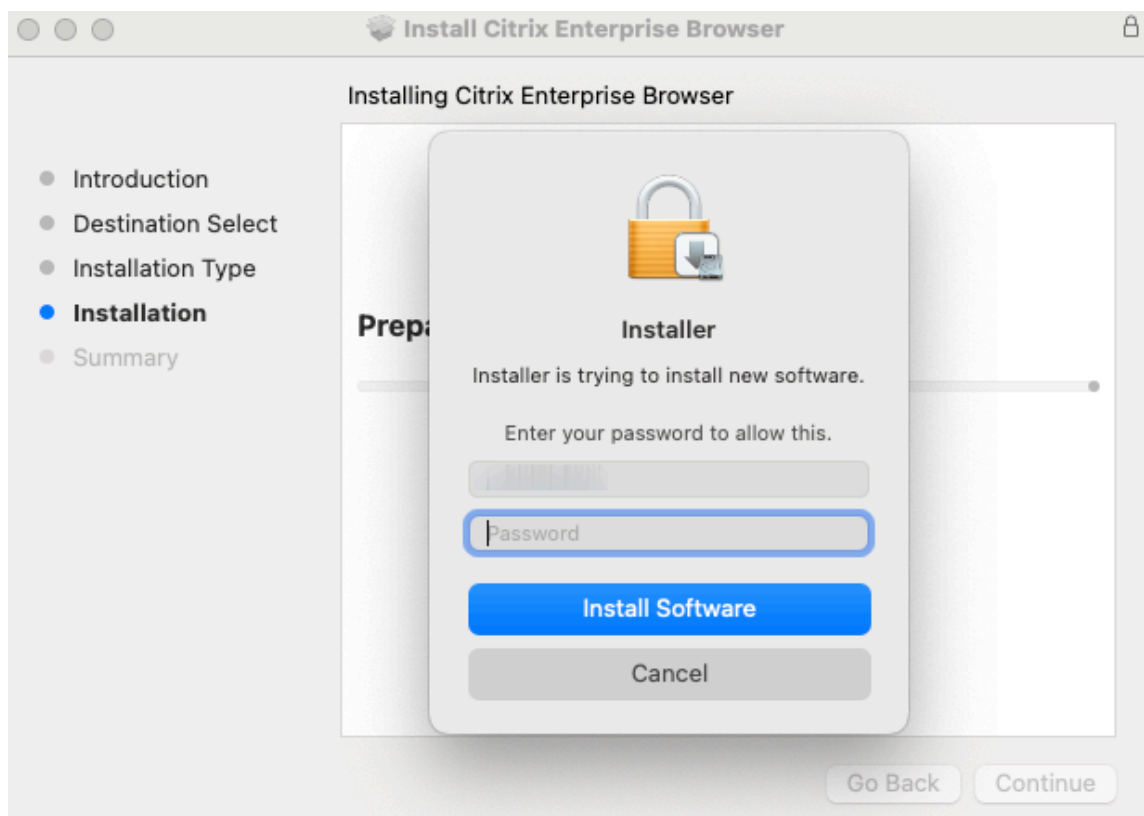 Install Citrix Enterprise Browser
Installing Citrix Enterprise Browser
Introduction
Destination Select
Installation Type
Installation
Summary
Installer
Installer is trying to install new software.
Enter your password to allow this.
Password
Install Software
Cancel
Go Back
Continue